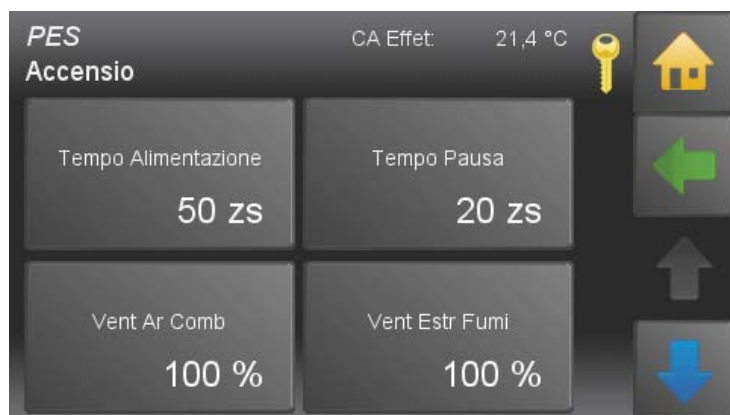 PES CA Effet: 21,4 °C
Accensio
Tempo Alimentazione
50 zs
Tempo Pausa
20 zs
Vent Ar Comb
100 %
Vent Estr Fumi
100 %